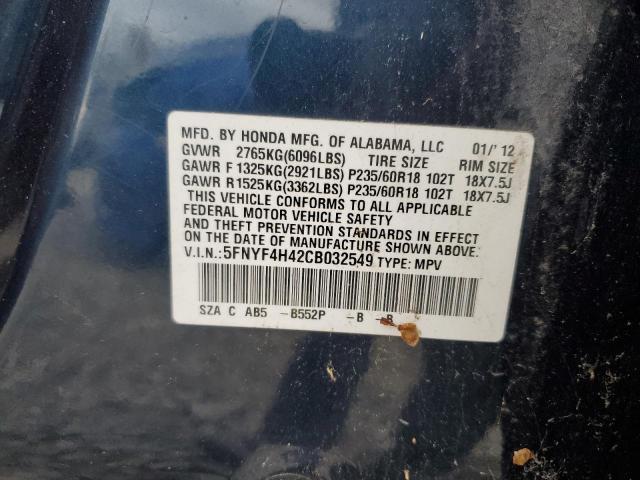 MFD. BY HONDA MFG. OF ALABAMA, LLC 01/'12
GVWR 2765KG(6096LBS) TIRE SIZE RIM SIZE
GAWR F 1325KG(2921LBS) P235/60R18 102T 18X7.5J
GAWR R 1525KG(3362LBS) P235/60R18 102T 18X7.5J
THIS VEHICLE CONFORMS TO ALL APPLICABLE
FEDERAL MOTOR VEHICLE SAFETY
AND THEFT PREVENTION STANDARDS IN EFFECT
ON THE DATE OF MANUFACTURE SHOWN ABOVE.
V.I.N.:5FNYF4H42CB032549 TYPE: MPV
SZA C AB5 -B552P -B -B